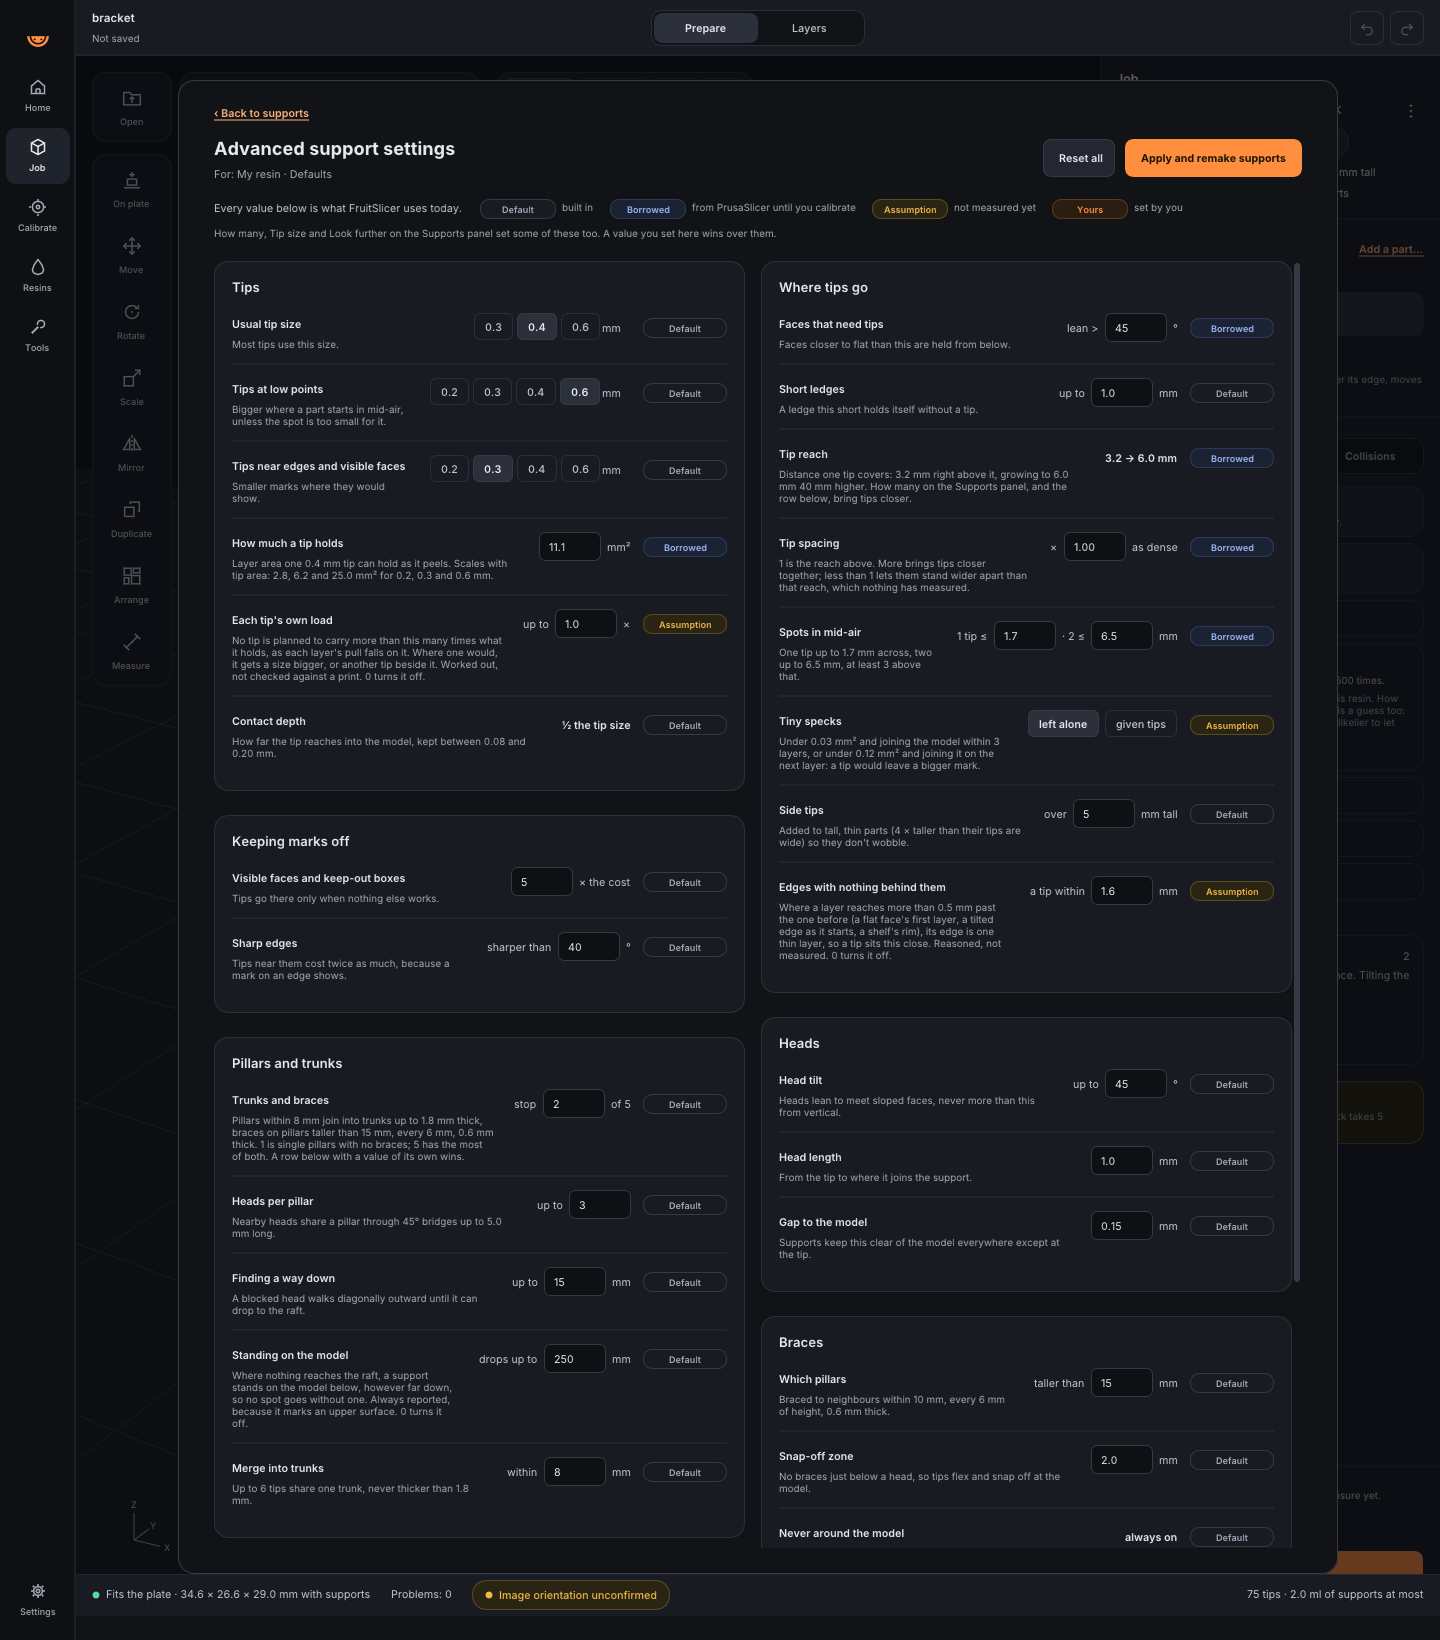 bracket
Not saved
Prepare
Layers
Home
Job
Calibrate
Resins
Tools
Settings
Open
On plate
Move
Rotate
Scale
Mirror
Duplicate
Arrange
Measure
‹ Back to supports
Advanced support settings
For: My resin · Defaults
Reset all
Apply and remake supports
Every value below is what FruitSlicer uses today.
Default
built in
Borrowed
from PrusaSlicer until you calibrate
Assumption
not measured yet
Yours
set by you
How many, Tip size and Look further on the Supports panel set some of these too. A value you set here wins over them.
Tips
Usual tip size
0.3 0.4 0.6 mm
Default
Most tips use this size.
Tips at low points
0.2 0.3 0.4 0.6 mm
Default
Bigger where a part starts in mid-air,
unless the spot is too small for it.
Tips near edges and visible faces
0.2 0.3 0.4 0.6 mm
Default
Smaller marks where they would
show.
How much a tip holds
11.1 mm²
Borrowed
Layer area one 0.4 mm tip can hold as it peels. Scales with
tip area: 2.8, 6.2 and 25.0 mm² for 0.2, 0.3 and 0.6 mm.
Each tip's own load
up to 1.0 ×
Assumption
No tip is planned to carry more than this many times what
it holds, as each layer's pull falls on it. Where one would,
it gets a size bigger, or another tip beside it. Worked out,
not checked against a print. 0 turns it off.
Contact depth
½ the tip size
Default
How far the tip reaches into the model, kept between 0.08 and
0.20 mm.
Keeping marks off
Visible faces and keep-out boxes
5 × the cost
Default
Tips go there only when nothing else works.
Sharp edges
sharper than 40 °
Default
Tips near them cost twice as much, because a
mark on an edge shows.
Pillars and trunks
Trunks and braces
stop 2 of 5
Default
Pillars within 8 mm join into trunks up to 1.8 mm thick,
braces on pillars taller than 15 mm, every 6 mm, 0.6 mm
thick. 1 is single pillars with no braces; 5 has the most
of both. A row below with a value of its own wins.
Heads per pillar
up to 3
Default
Nearby heads share a pillar through 45° bridges up to 5.0
mm long.
Finding a way down
up to 15 mm
Default
A blocked head walks diagonally outward until it can
drop to the raft.
Standing on the model
drops up to 250 mm
Default
Where nothing reaches the raft, a support
stands on the model below, however far down,
so no spot goes without one. Always reported,
because it marks an upper surface. 0 turns it
off.
Merge into trunks
within 8 mm
Default
Up to 6 tips share one trunk, never thicker than 1.8
mm.
Where tips go
Faces that need tips
lean > 45 °
Borrowed
Faces closer to flat than this are held from below.
Short ledges
up to 1.0 mm
Default
A ledge this short holds itself without a tip.
Tip reach
3.2 → 6.0 mm
Borrowed
Distance one tip covers: 3.2 mm right above it, growing to 6.0
mm 40 mm higher. How many on the Supports panel, and the
row below, bring tips closer.
Tip spacing
× 1.00 as dense
Borrowed
1 is the reach above. More brings tips closer
together; less than 1 lets them stand wider apart than
that reach, which nothing has measured.
Spots in mid-air
1 tip ≤ 1.7 · 2 ≤ 6.5 mm
Borrowed
One tip up to 1.7 mm across, two
up to 6.5 mm, at least 3 above
that.
Tiny specks
left alone
given tips
Assumption
Under 0.03 mm² and joining the model within 3
layers, or under 0.12 mm² and joining it on the
next layer: a tip would leave a bigger mark.
Side tips
over 5 mm tall
Default
Added to tall, thin parts (4 × taller than their tips are
wide) so they don't wobble.
Edges with nothing behind them
a tip within 1.6 mm
Assumption
Where a layer reaches more than 0.5 mm past
the one before (a flat face's first layer, a tilted
edge as it starts, a shelf's rim), its edge is one
thin layer, so a tip sits this close. Reasoned, not
measured. 0 turns it off.
Heads
Head tilt
up to 45 °
Default
Heads lean to meet sloped faces, never more than this
from vertical.
Head length
1.0 mm
Default
From the tip to where it joins the support.
Gap to the model
0.15 mm
Default
Supports keep this clear of the model everywhere except at
the tip.
Braces
Which pillars
taller than 15 mm
Default
Braced to neighbours within 10 mm, every 6 mm
of height, 0.6 mm thick.
Snap-off zone
2.0 mm
Default
No braces just below a head, so tips flex and snap off at the
model.
Never around the model
always on
Default
mm tall
Add a part...
er its edge, moves
Collisions
500 times.
is resin. How
is a guess too:
likelier to let
2
nce. Tilting the
ck takes 5
sure yet.
Z
Y
X
Fits the plate · 34.6 × 26.6 × 29.0 mm with supports
Problems: 0
Image orientation unconfirmed
75 tips · 2.0 ml of supports at most